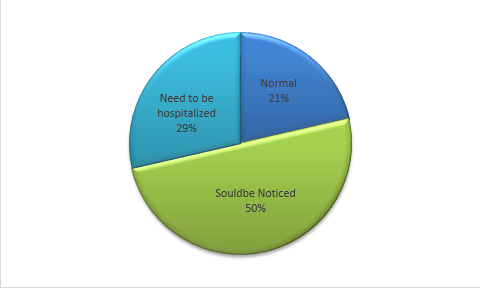 Normal
21%
Need to be
hospitalized
29%
Souldbe Noticed
50%